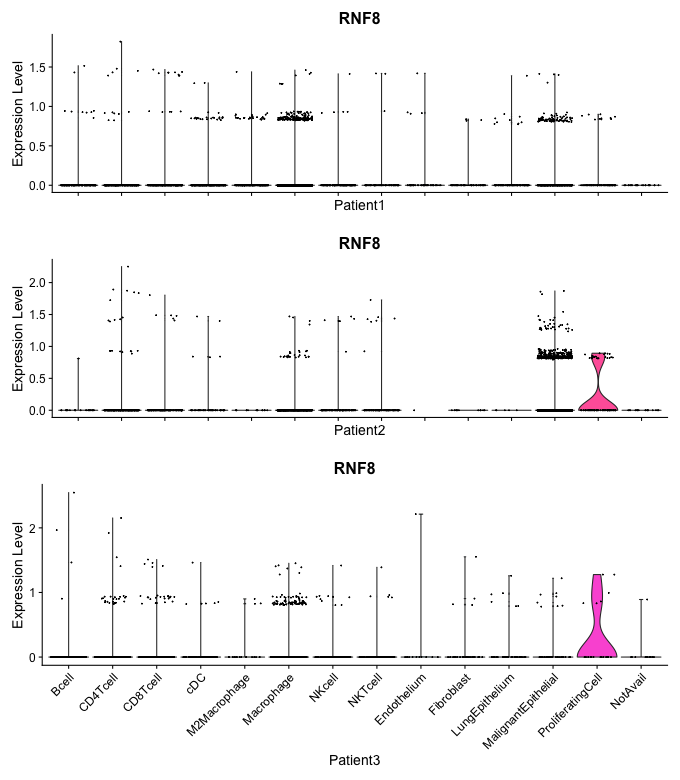 RNF8
Expression Level
1.5
1.0
0.5
0.0
Patient1
RNF8
Expression Level
2.0
1.5
1.0
0.5
0.0
Patient2
RNF8
Expression Level
2
1
0
Bcell
CD4Tcell
CD8Tcell
cDC
M2Macrophage
Macrophage
NKcell
NKTcell
Endothelium
Fibroblast
LungEpithelium
MalignantEpithelial
ProliferatingCell
NotAvail
Patient3